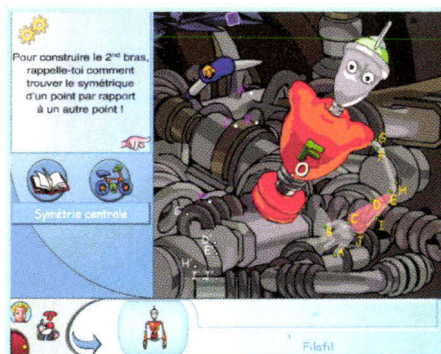 Pour construire le 2nd bras,
rappelle-toi comment
trouver le symétrique
d'un point par rapport
à un autre point !
Symétrie centrale
F
O
G
F
H
E
D
C
I
J
B
A
H'
Filafil